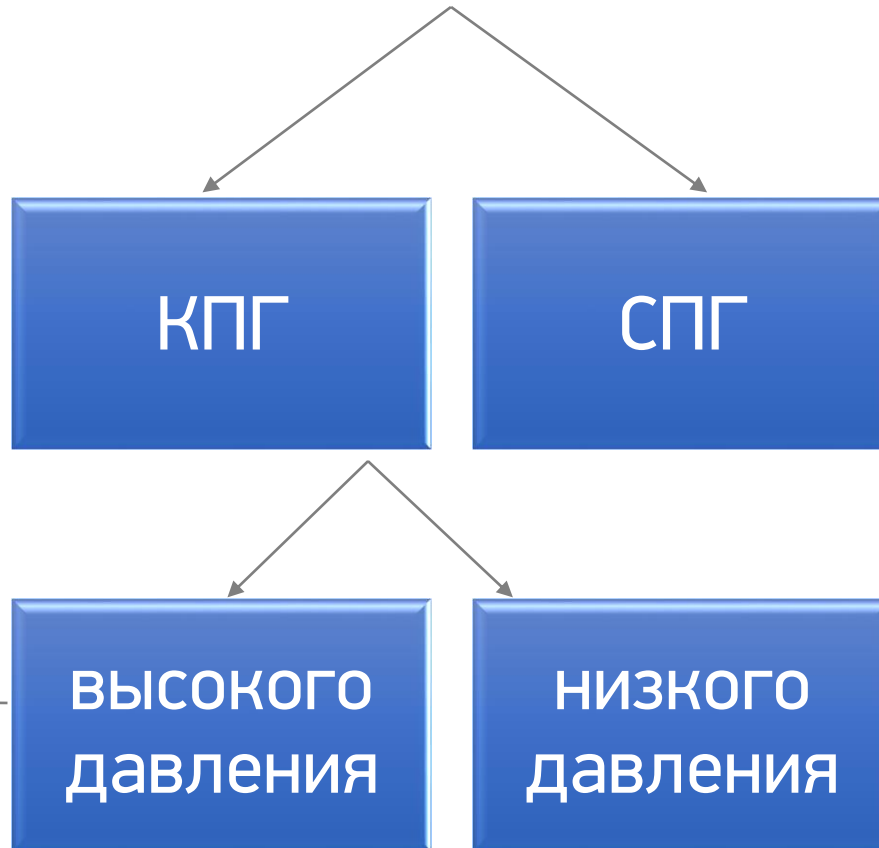 КПГ
СПГ
высокого
давления
низкого
давления